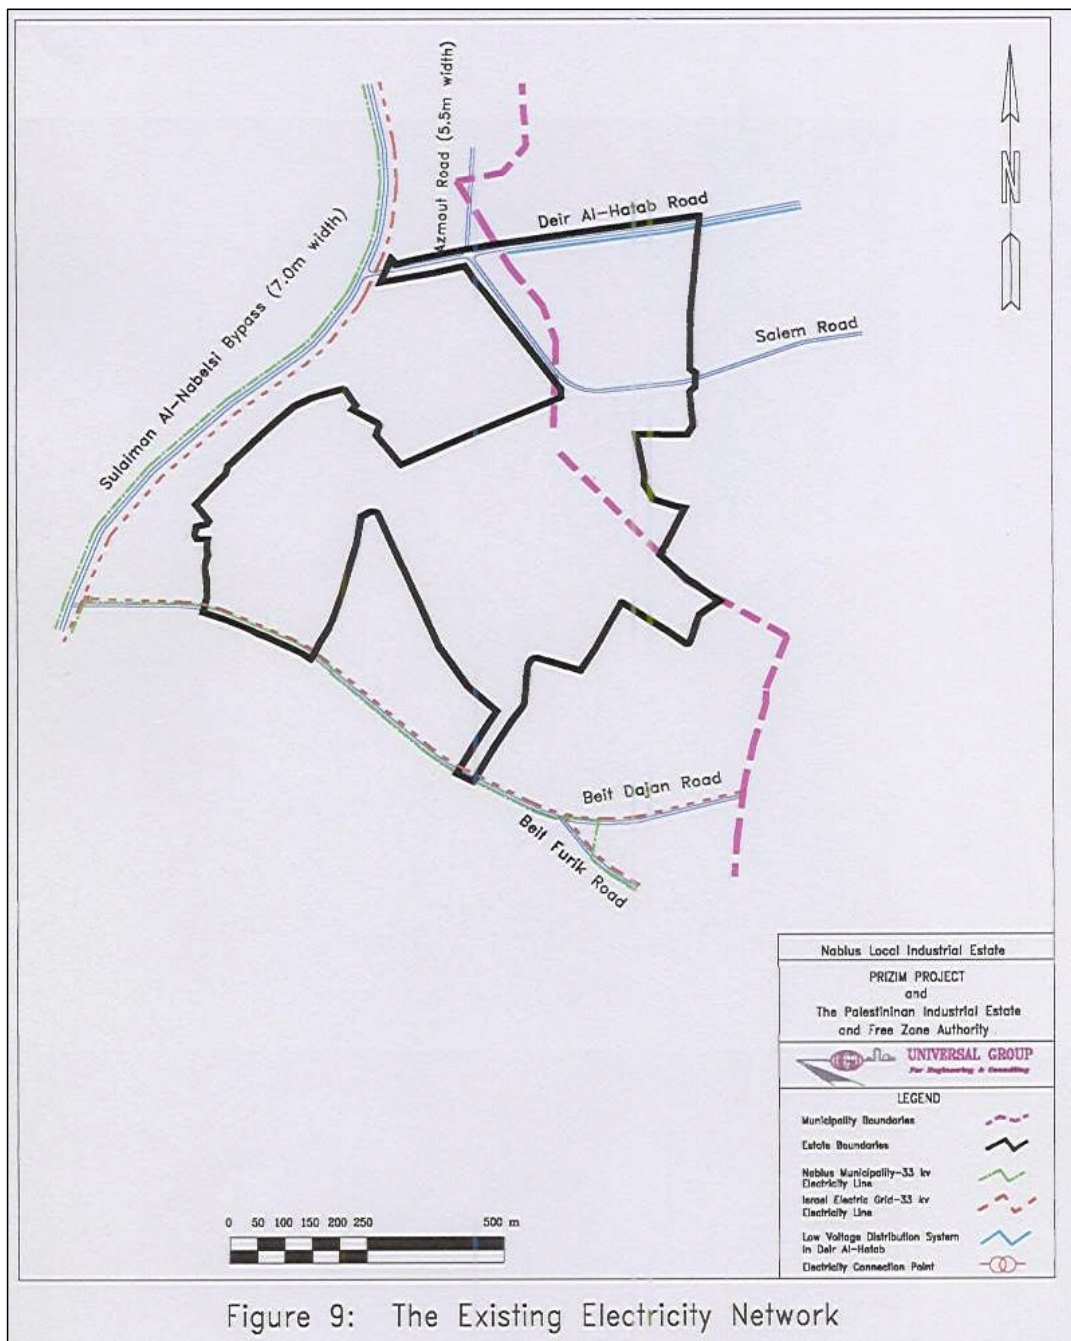 Azmout Road (5.5m width)
Deir Al-Hatab Road
Sulaiman Al-Nabelsi Bypass (7.0m width)
Salem Road
N
Beit Dajan Road
Beit Furik Road
Nablus Local Industrial Estate
PRIZIM PROJECT
and
The Palestininan Industrial Estate
and Free Zone Authority
UNIVERSAL GROUP
For Engineering & Consulting
LEGEND
Municipality Boundaries
Estate Boundaries
Nablus Municipality-33 kv
Electricity Line
Israel Electric Grid-33 kv
Electricity Line
Low Voltage Distribution System
in Deir Al-Hatab
Electricity Connection Point
0 50 100 150 200 250 500 m
Figure 9: The Existing Electricity Network